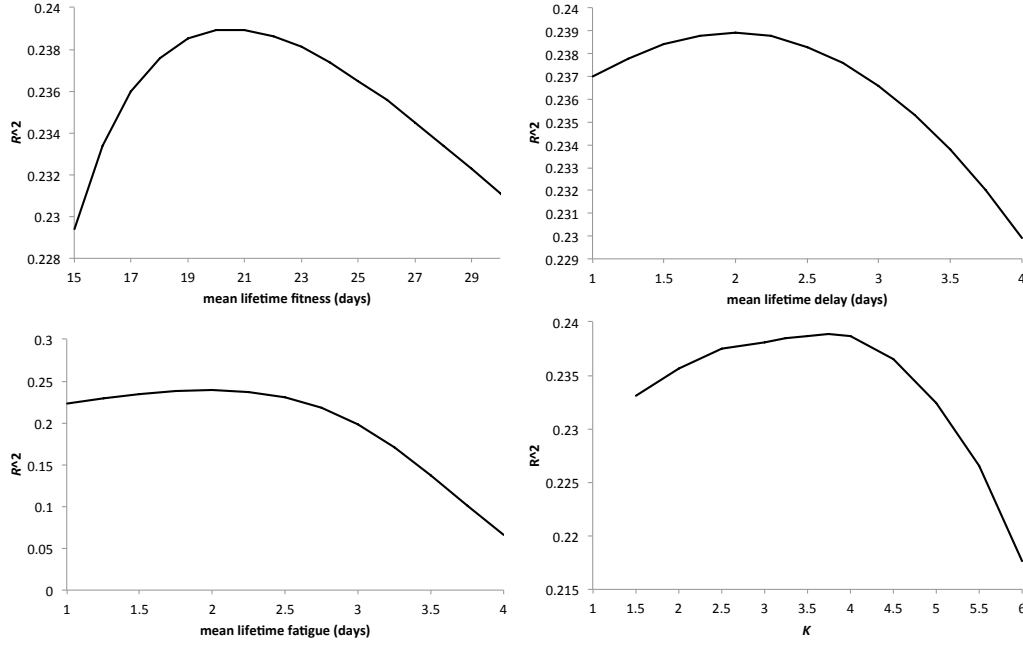 0.24
0.238
0.236
0.234
0.232
0.23
0.228
R^2
15 17 19 21 23 25 27 29
mean lifetime fitness (days)
0.24
0.239
0.238
0.237
0.236
0.235
0.234
0.233
0.232
0.231
0.23
0.229
R^2
1 1.5 2 2.5 3 3.5 4
mean lifetime delay (days)
0.3
0.25
0.2
0.15
0.1
0.05
0
R^2
1 1.5 2 2.5 3 3.5 4
mean lifetime fatigue (days)
0.24
0.235
0.23
0.225
0.22
0.215
R^2
1 1.5 2 2.5 3 3.5 4 4.5 5 5.5 6
K